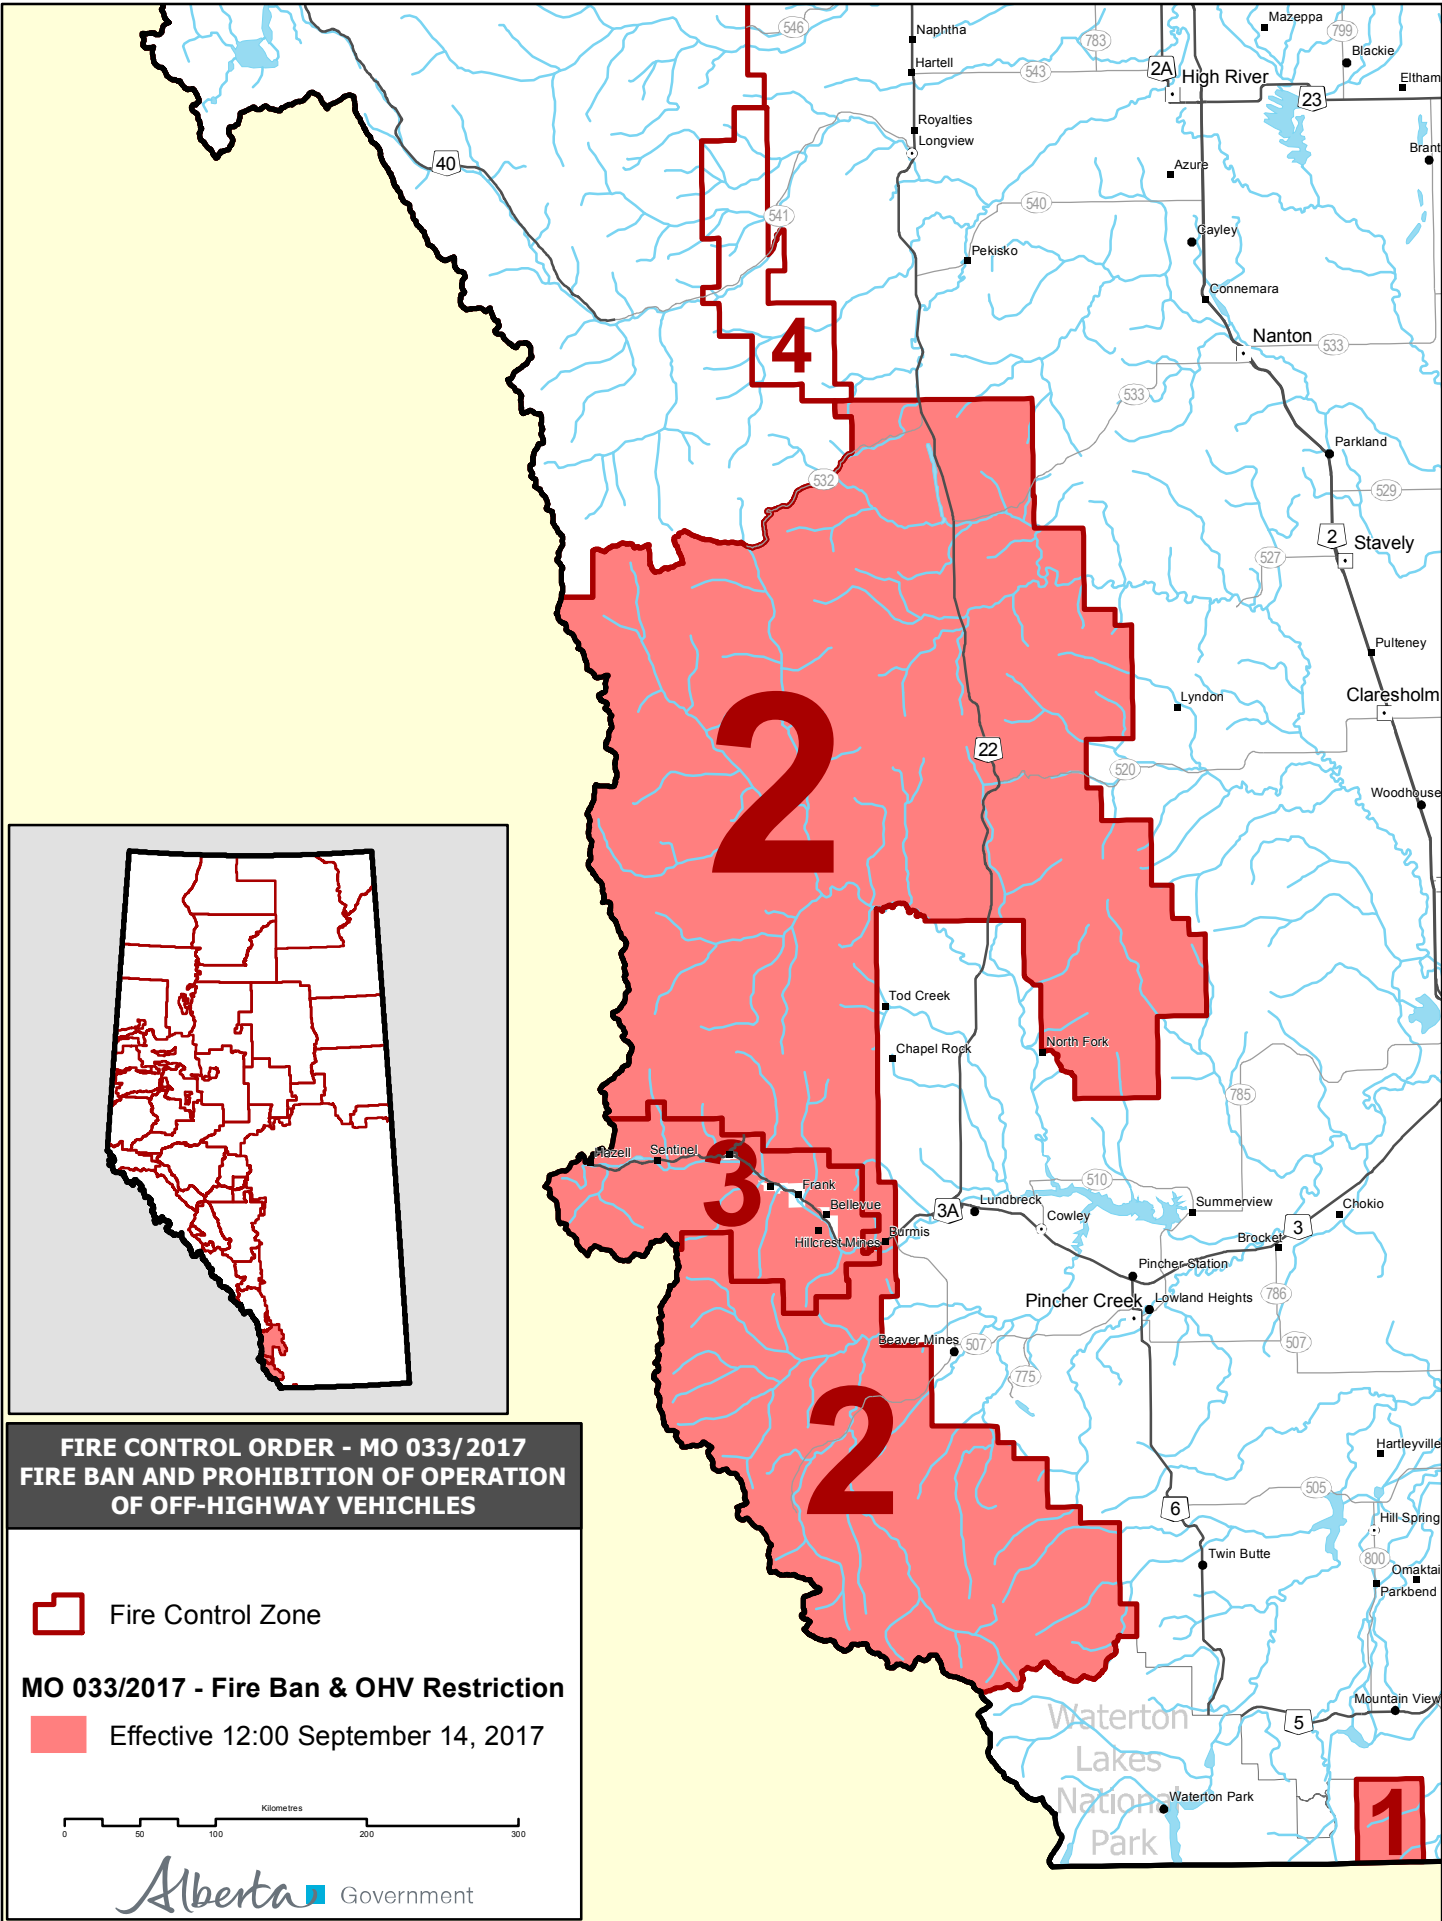 546
Naphtha
783
Mazeppa
799
Blackie
Hartell
543
2A
High River
Eltham
23
Royalties
Longview
40
Azure
Brant
541
540
Cayley
Pekisko
Connemara
4
Nanton
533
533
Parkland
532
529
2
Stavely
527
Pulteney
Lyndon
Claresholm
2
22
520
Woodhouse
Tod Creek
Chapel Rock
North Fork
785
Hazell
Sentinel
3
Frank
Bellevue
Hillcrest Mines
Burmis
3A
Lundbreck
Cowley
510
Summerview
Chokio
3
Brocket
Pincher Station
Pincher Creek
Lowland Heights
786
Beaver Mines
507
507
775
2
Hartleyville
505
6
Hill Spring
Twin Butte
800
Omaktai
Parkbend
Mountain View
5
Waterton
Lakes
National
Park
Waterton Park
1
FIRE CONTROL ORDER - MO 033/2017
FIRE BAN AND PROHIBITION OF OPERATION
OF OFF-HIGHWAY VEHICHLES
Fire Control Zone
MO 033/2017 - Fire Ban & OHV Restriction
Effective 12:00 September 14, 2017
Kilometres
0 50 100 200 300
Alberta Government